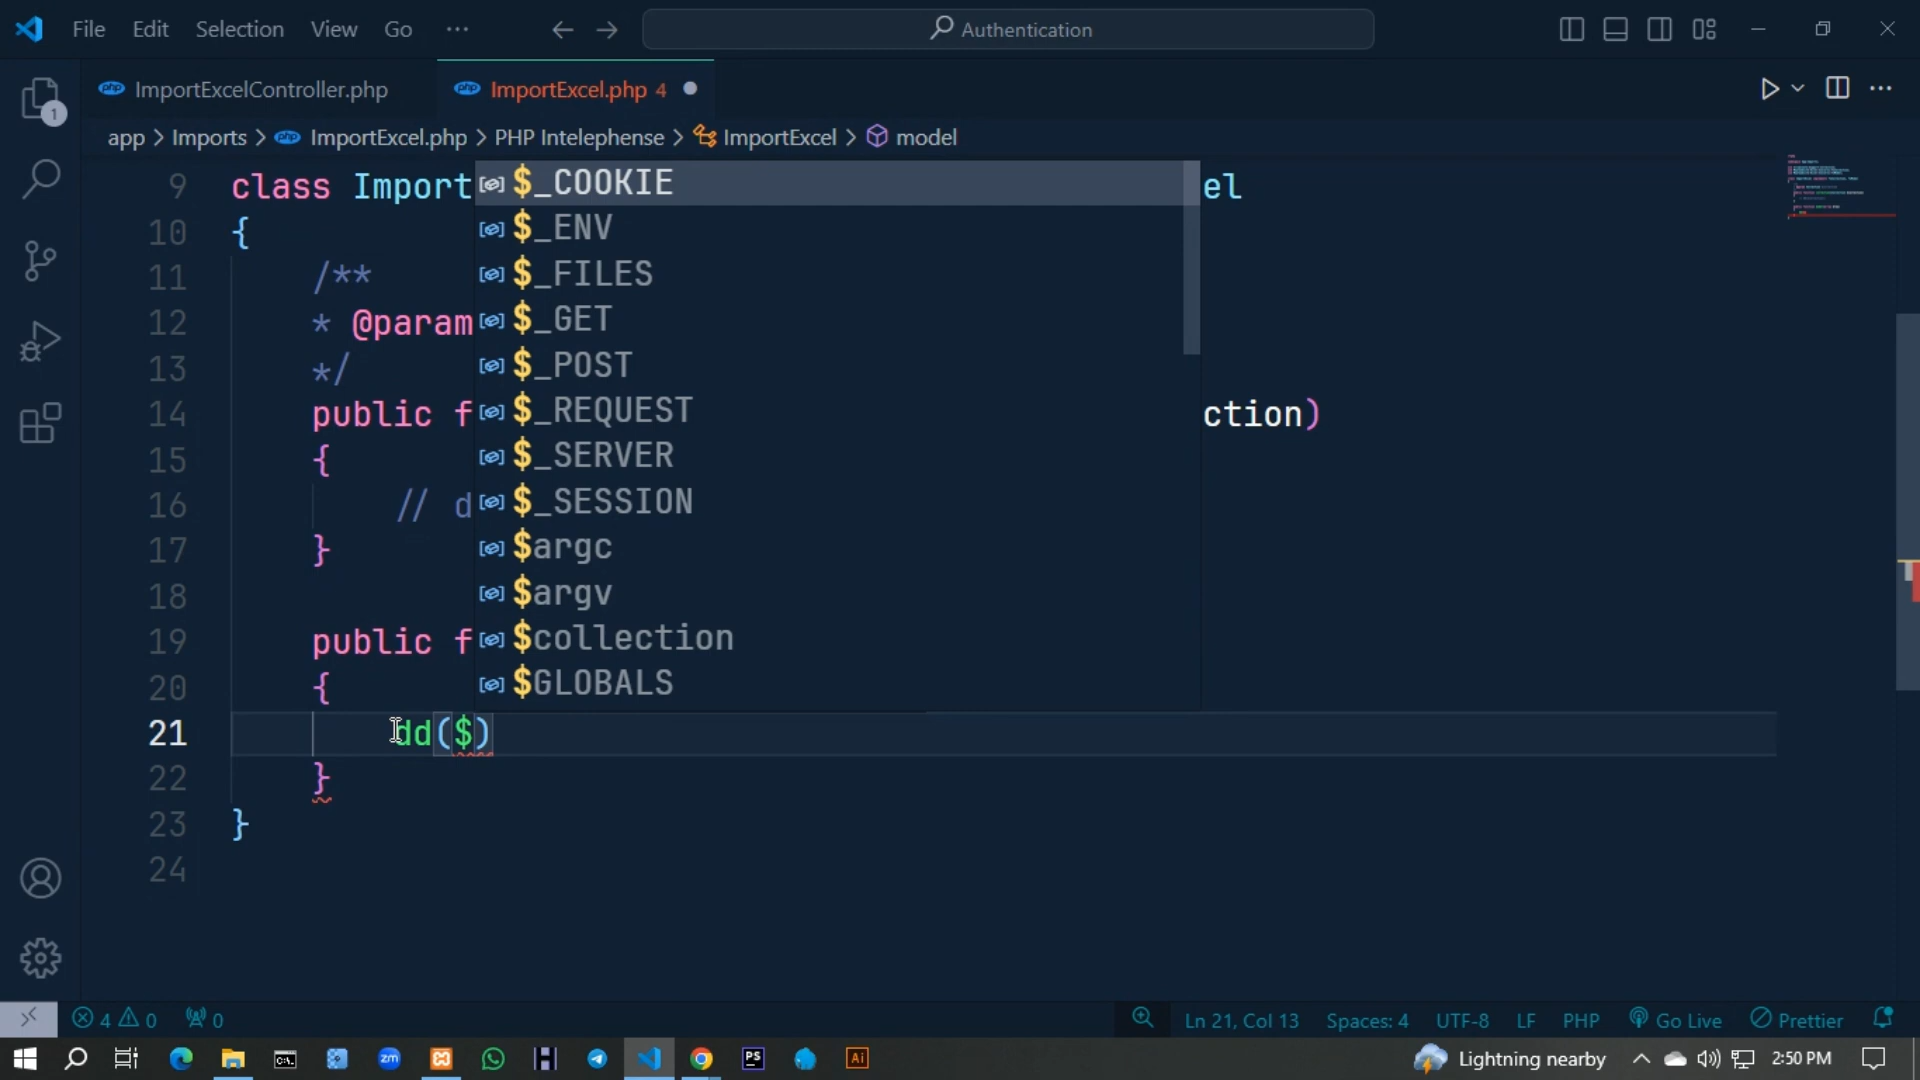 File Edit Selection View Go ··· Authentication
ImportExcelController.php ImportExcel.php 4
app > Imports > ImportExcel.php > PHP Intelephense > ImportExcel > model
9 class Import el
10 {
11 /**
12 * @param
13 */
14 public f ction)
15 {
16 // d
17 }
18
19 public f
20 {
21 dd($)
22 }
23 }
24
$_COOKIE
$_ENV
$_FILES
$_GET
$_POST
$_REQUEST
$_SERVER
$_SESSION
$argc
$argv
$collection
$GLOBALS
4 0 0 Ln 21, Col 13 Spaces: 4 UTF-8 LF PHP Go Live Prettier
Lightning nearby 2:50 PM